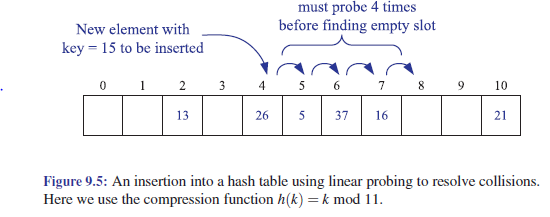 must probe 4 times
New element with before finding empty slot
key = 15 to be inserted
0 1 2 3 4 5 6 7 8 9 10
13 26 5 37 16 21
Figure 9.5: An insertion into a hash table using linear probing to resolve collisions.
Here we use the compression function h(k) = k mod 11.